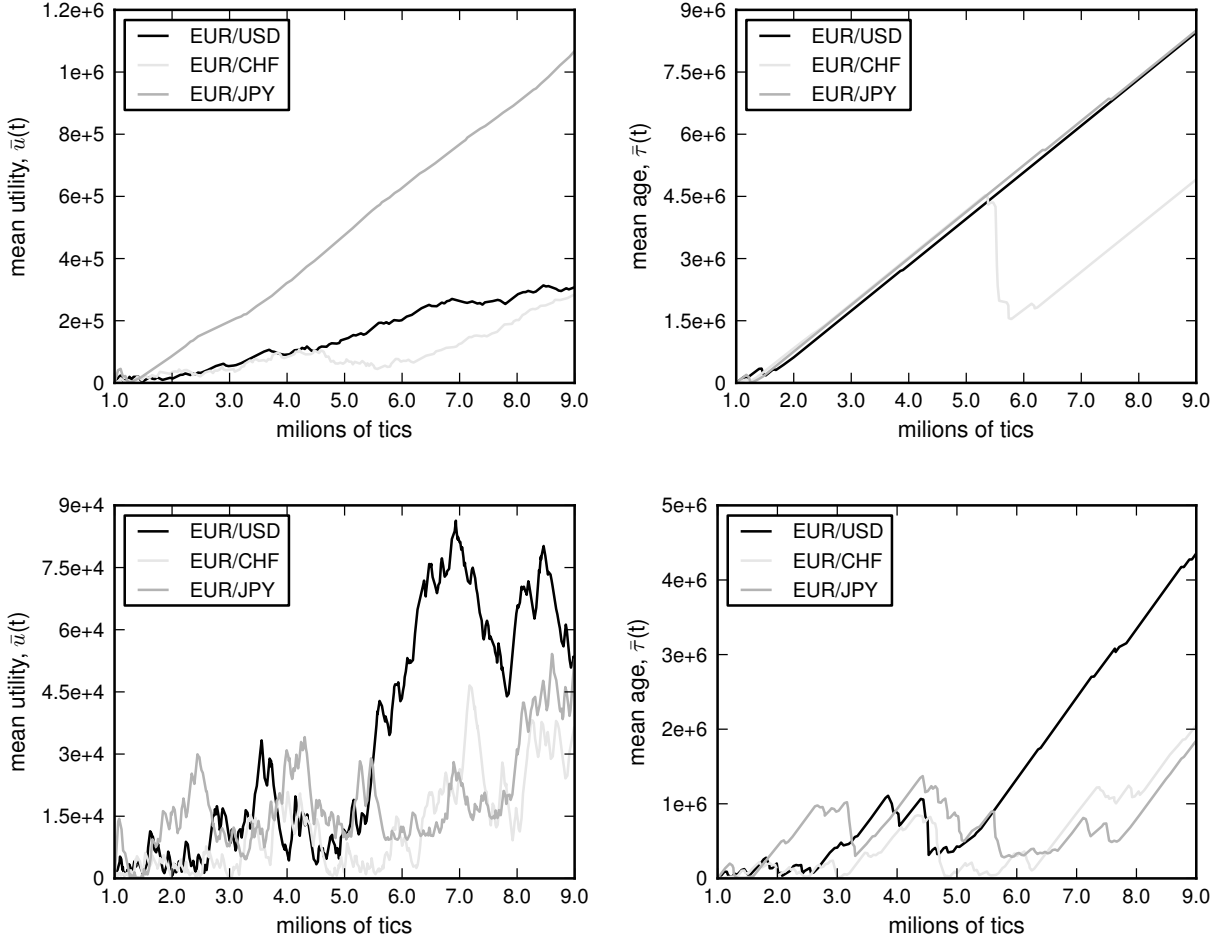 1.2e+6
1e+6
8e+5
6e+5
4e+5
2e+5
0
mean utility, ū(t)
EUR/USD
EUR/CHF
EUR/JPY
1.0 2.0 3.0 4.0 5.0 6.0 7.0 8.0 9.0
milions of tics
9e+6
7.5e+6
6e+6
4.5e+6
3e+6
1.5e+6
0
mean age, τ̄(t)
EUR/USD
EUR/CHF
EUR/JPY
1.0 2.0 3.0 4.0 5.0 6.0 7.0 8.0 9.0
milions of tics
9e+4
7.5e+4
6e+4
4.5e+4
3e+4
1.5e+4
0
mean utility, ū(t)
EUR/USD
EUR/CHF
EUR/JPY
1.0 2.0 3.0 4.0 5.0 6.0 7.0 8.0 9.0
milions of tics
5e+6
4e+6
3e+6
2e+6
1e+6
0
mean age, τ̄(t)
EUR/USD
EUR/CHF
EUR/JPY
1.0 2.0 3.0 4.0 5.0 6.0 7.0 8.0 9.0
milions of tics